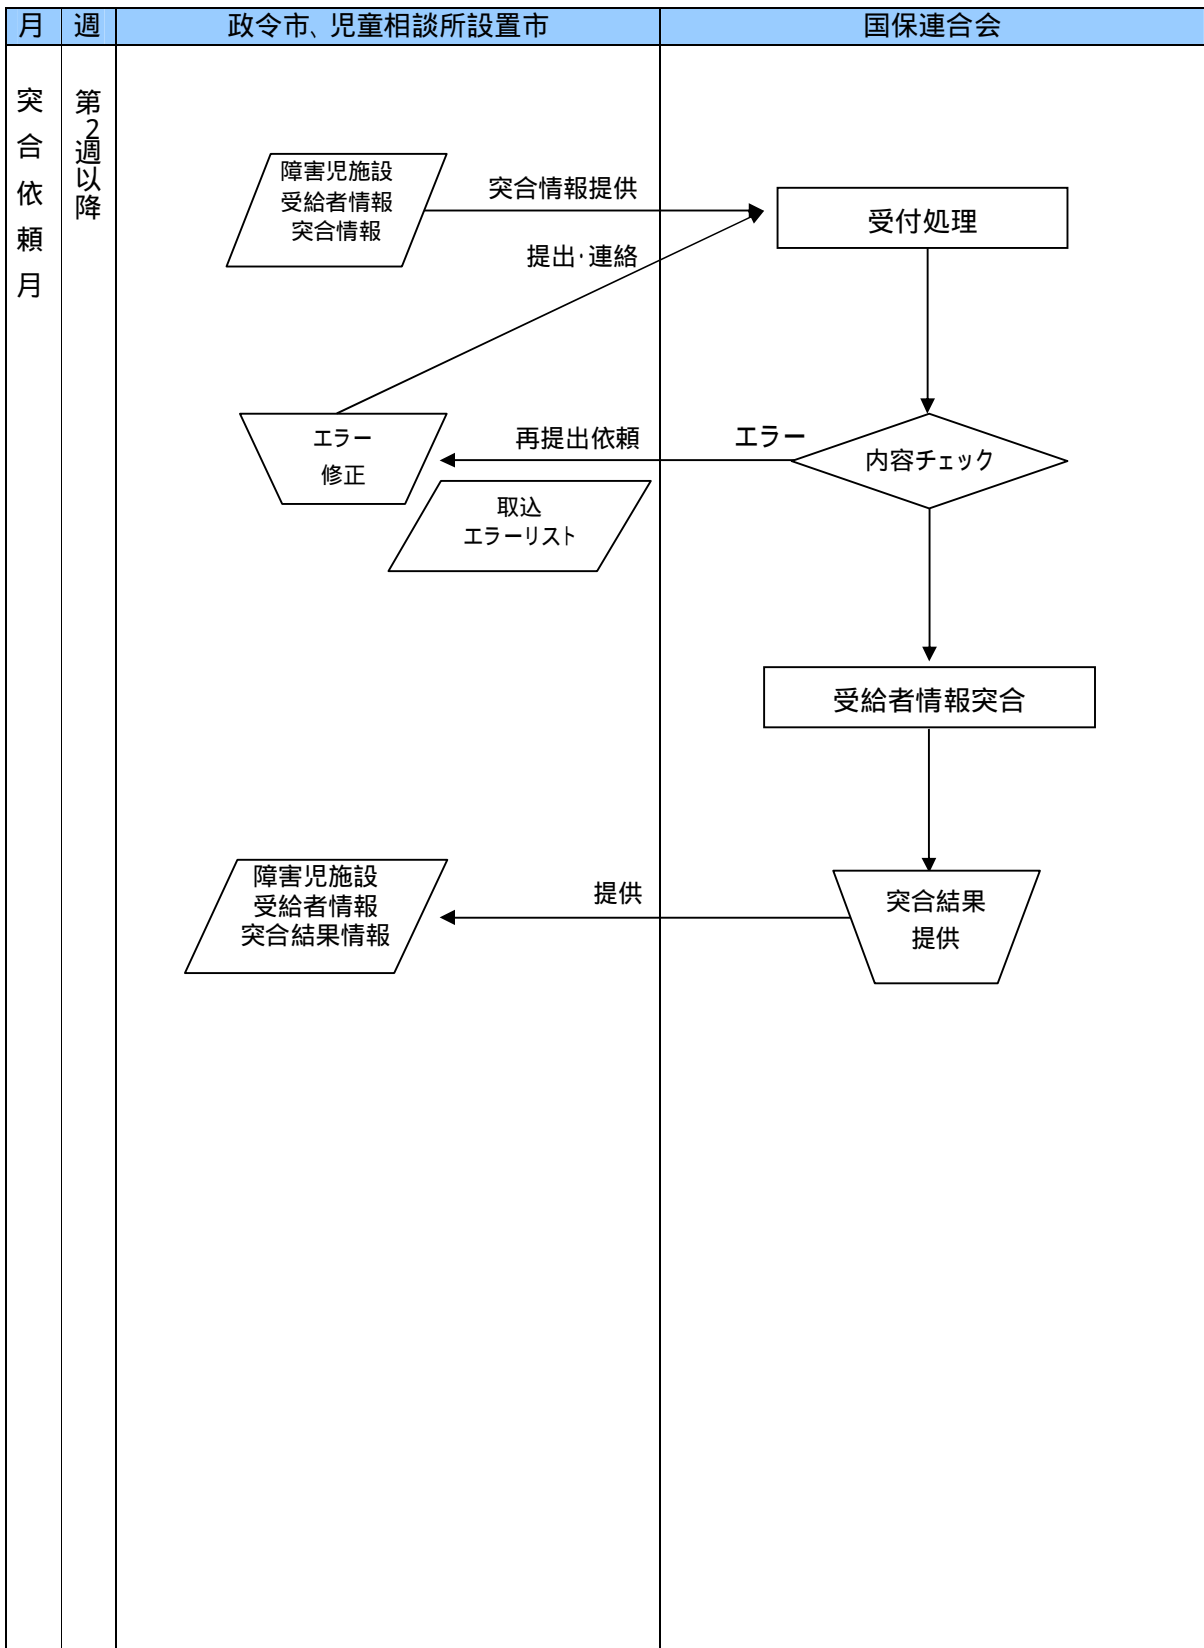 月
週
政令市、児童相談所設置市
国保連合会
突合依頼月
第2週以降
障害児施設
受給者情報
突合情報
突合情報提供
受付処理
提出・連絡
エラー
修正
再提出依頼
エラー
内容チェック
取込
エラーリスト
受給者情報突合
障害児施設
受給者情報
突合結果情報
提供
突合結果
提供